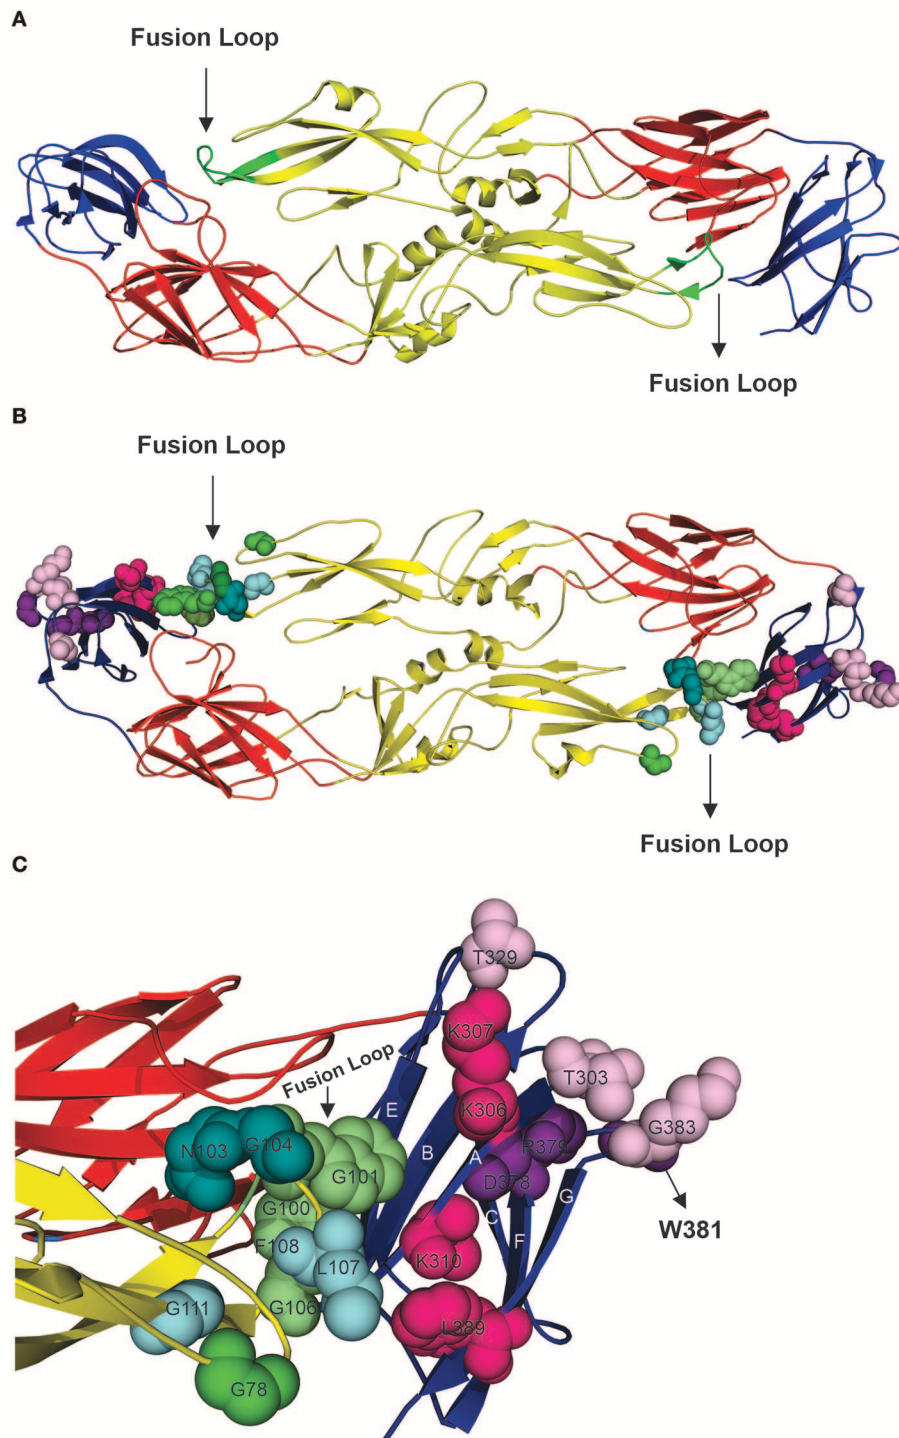 A
Fusion Loop
Fusion Loop
B
Fusion Loop
Fusion Loop
C
T329
K307
Fusion Loop
T303
E
K306
G383
N103
G104
G101
B
A
P379
D378
G
W381
G100
C
F
F108
L107
K310
G111
G106
L389
G78